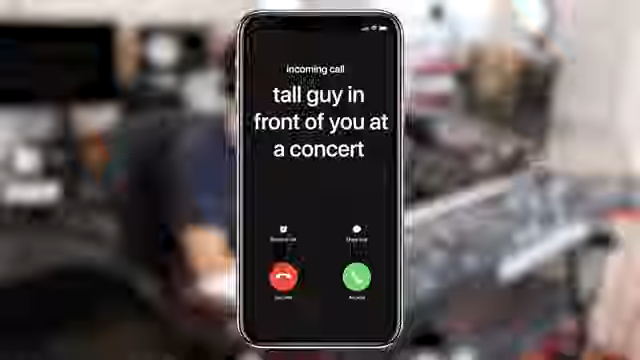 incoming call
tall guy in
front of you at
a concert